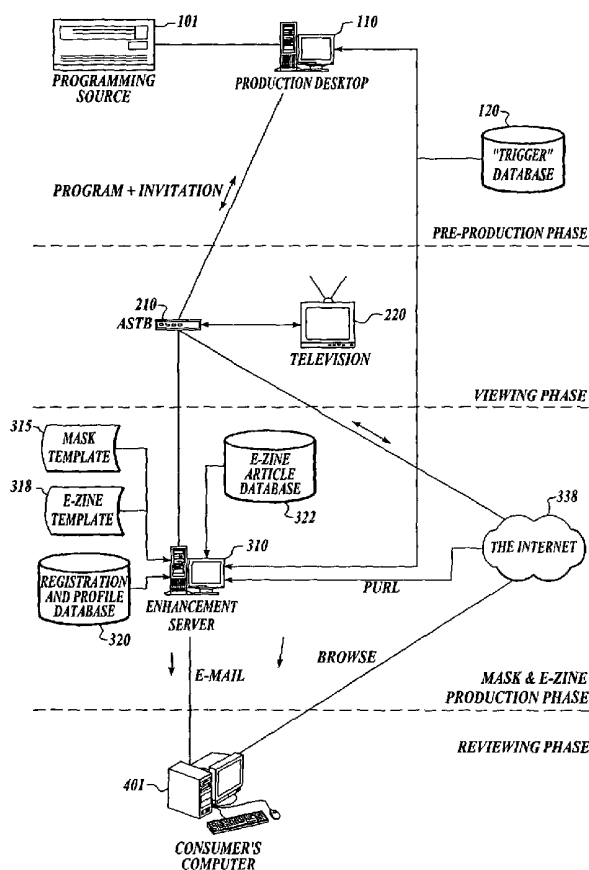 101
110
PROGRAMMING
SOURCE
PRODUCTION DESKTOP
120
"TRIGGER"
DATABASE
PROGRAM + INVITATION
PRE-PRODUCTION PHASE
210
ASTB
220
TELEVISION
VIEWING PHASE
315
MASK
TEMPLATE
E-ZINE
ARTICLE
DATABASE
322
318
E-ZINE
TEMPLATE
338
THE INTERNET
310
REGISTRATION
AND PROFILE
DATABASE
320
ENHANCEMENT
SERVER
PURL
E-MAIL
BROWSE
MASK & E-ZINE
PRODUCTION PHASE
REVIEWING PHASE
401
CONSUMER'S
COMPUTER